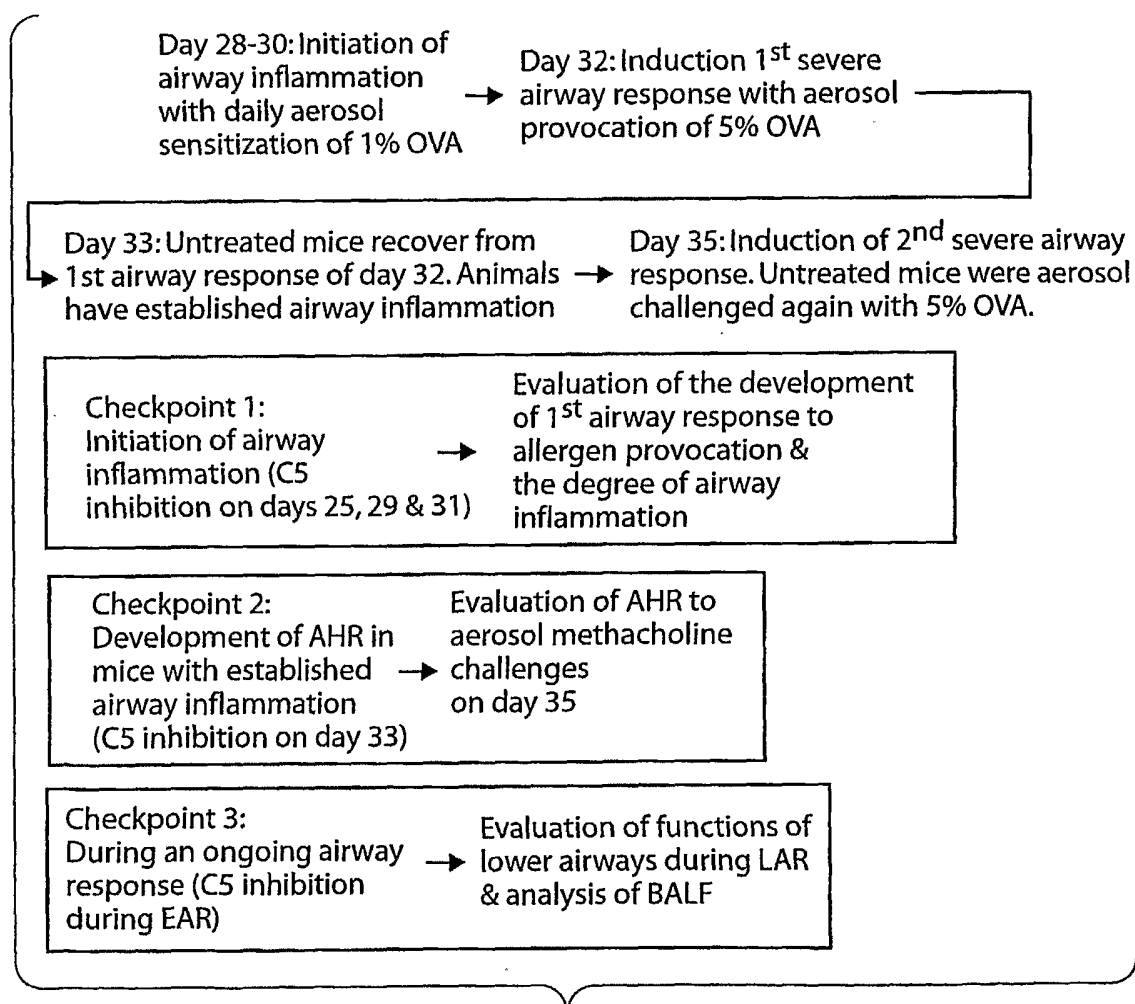 Day 28-30: Initiation of
airway inflammation
with daily aerosol
sensitization of 1% OVA
Day 32: Induction 1st severe
airway response with aerosol
provocation of 5% OVA
Day 33: Untreated mice recover from
1st airway response of day 32. Animals
have established airway inflammation
Day 35: Induction of 2nd severe airway
response. Untreated mice were aerosol
challenged again with 5% OVA.
Checkpoint 1:
Initiation of airway
inflammation (C5
inhibition on days 25, 29 & 31)
Evaluation of the development
of 1st airway response to
allergen provocation &
the degree of airway
inflammation
Checkpoint 2:
Development of AHR in
mice with established
airway inflammation
(C5 inhibition on day 33)
Evaluation of AHR to
aerosol methacholine
challenges
on day 35
Checkpoint 3:
During an ongoing airway
response (C5 inhibition
during EAR)
Evaluation of functions of
lower airways during LAR
& analysis of BALF